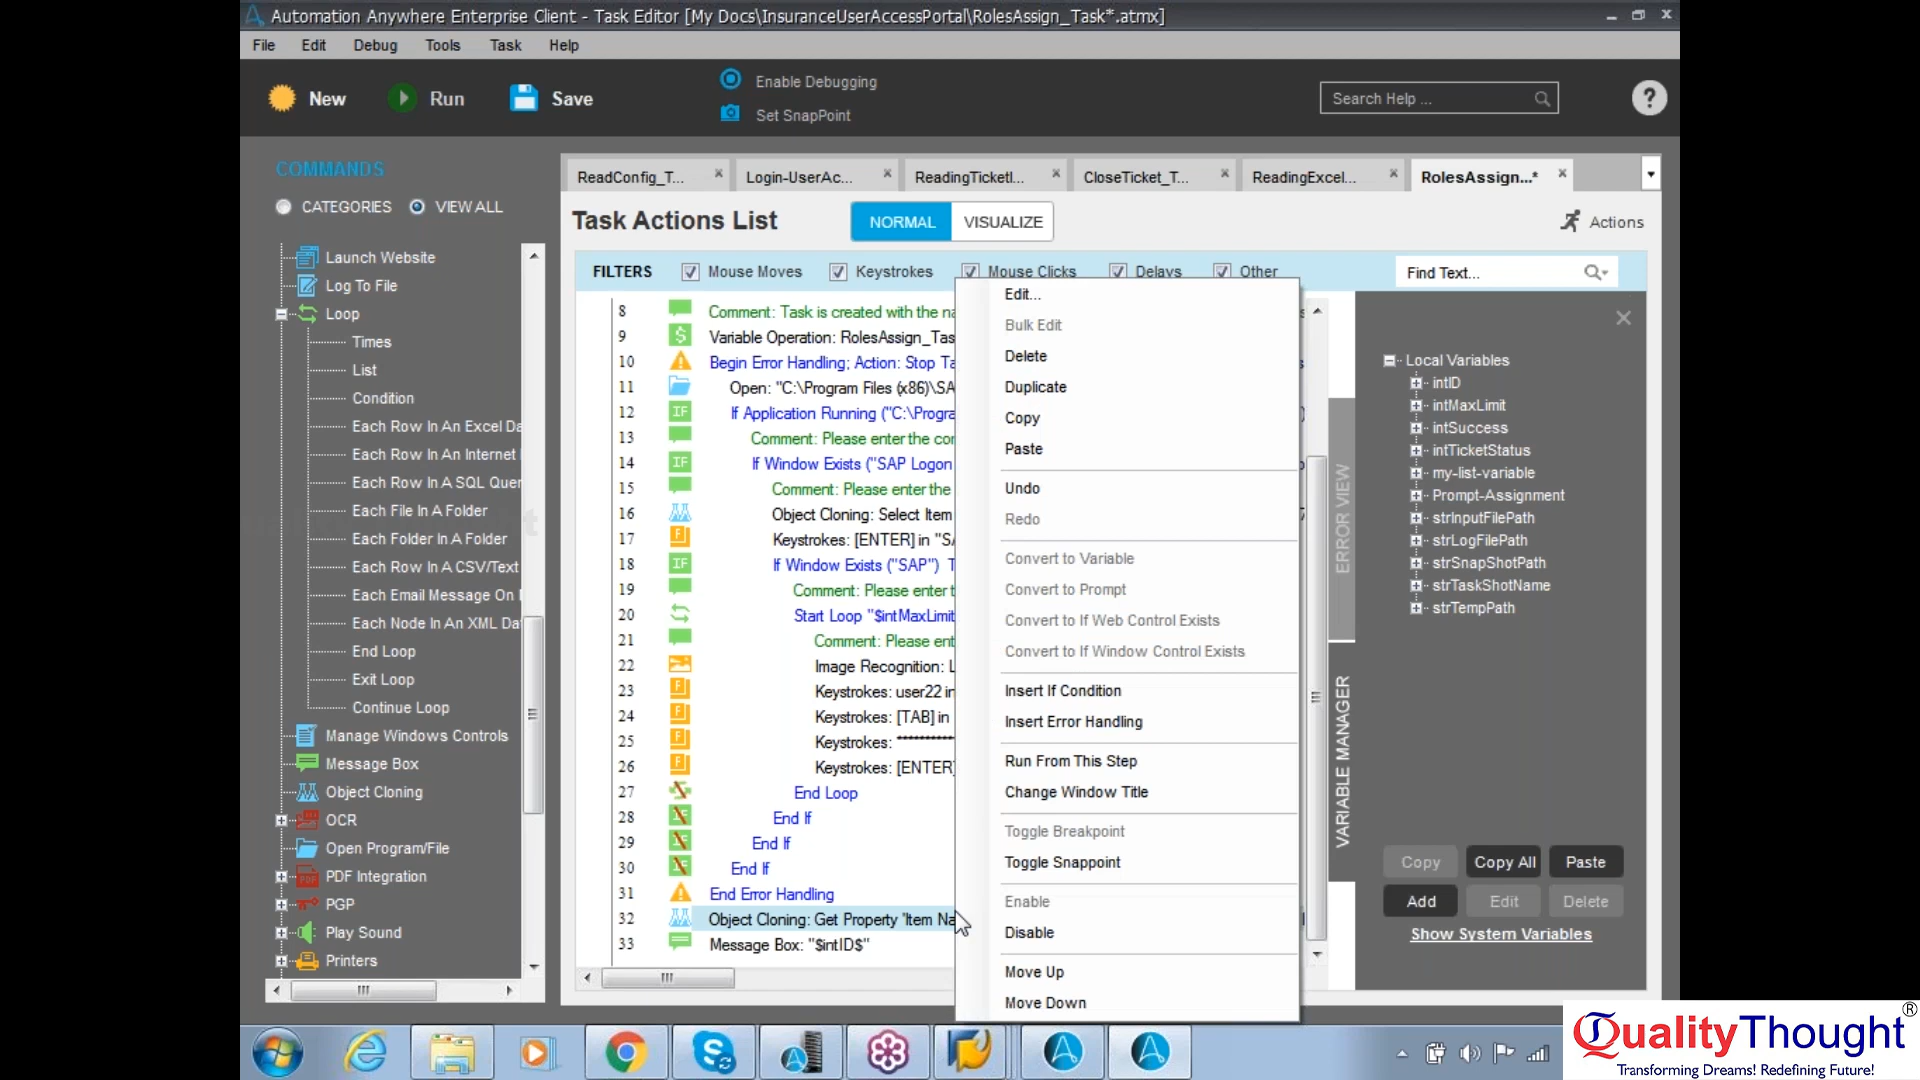 Automation Anywhere Enterprise Client - Task Editor [My Docs\InsuranceUserAccessPortal\RolesAssign_Task*.atmx]
File Edit Debug Tools Task Help
New Run Save
Enable Debugging
Set SnapPoint
Search Help ...
?
COMMANDS
CATEGORIES VIEW ALL
Launch Website
Log To File
Loop
Times
List
Condition
Each Row In An Excel Da
Each Row In An Internet
Each Row In A SQL Quer
Each File In A Folder
Each Folder In A Folder
Each Row In A CSV/Text
Each Email Message On
Each Node In An XML Da
End Loop
Exit Loop
Continue Loop
Manage Windows Controls
Message Box
Object Cloning
OCR
Open Program/File
PDF Integration
PGP
Play Sound
Printers
ReadConfig_T... Login-UserAc... ReadingTicketI... CloseTicket_T... ReadingExcel... RolesAssign...*
Task Actions List
NORMAL VISUALIZE
Actions
FILTERS Mouse Moves Keystrokes Mouse Clicks Delays Other
Find Text...
8 Comment: Task is created with the na
9 Variable Operation: RolesAssign_Tas
10 Begin Error Handling; Action: Stop Ta
11 Open: "C:\Program Files (x86)\SA
12 If Application Running ("C:\Progra
13 Comment: Please enter the cor
14 If Window Exists ("SAP Logon
15 Comment: Please enter the
16 Object Cloning: Select Item
17 Keystrokes: [ENTER] in "SA
18 If Window Exists ("SAP") T
19 Comment: Please enter t
20 Start Loop "$intMaxLimit
21 Comment: Please ent
22 Image Recognition: L
23 Keystrokes: user22 in
24 Keystrokes: [TAB] in
25 Keystrokes: **********
26 Keystrokes: [ENTER]
27 End Loop
28 End If
29 End If
30 End If
31 End Error Handling
32 Object Cloning: Get Property 'Item Na
33 Message Box: "$intID$"
Edit...
Bulk Edit
Delete
Duplicate
Copy
Paste
Undo
Redo
Convert to Variable
Convert to Prompt
Convert to If Web Control Exists
Convert to If Window Control Exists
Insert If Condition
Insert Error Handling
Run From This Step
Change Window Title
Toggle Breakpoint
Toggle Snappoint
Enable
Disable
Move Up
Move Down
ERROR VIEW
VARIABLE MANAGER
Local Variables
intID
intMaxLimit
intSuccess
intTicketStatus
my-list-variable
Prompt-Assignment
strInputFilePath
strLogFilePath
strSnapShotPath
strTaskShotName
strTempPath
Copy Copy All Paste
Add Edit Delete
Show System Variables
QualityThought®
Transforming Dreams! Redefining Future!